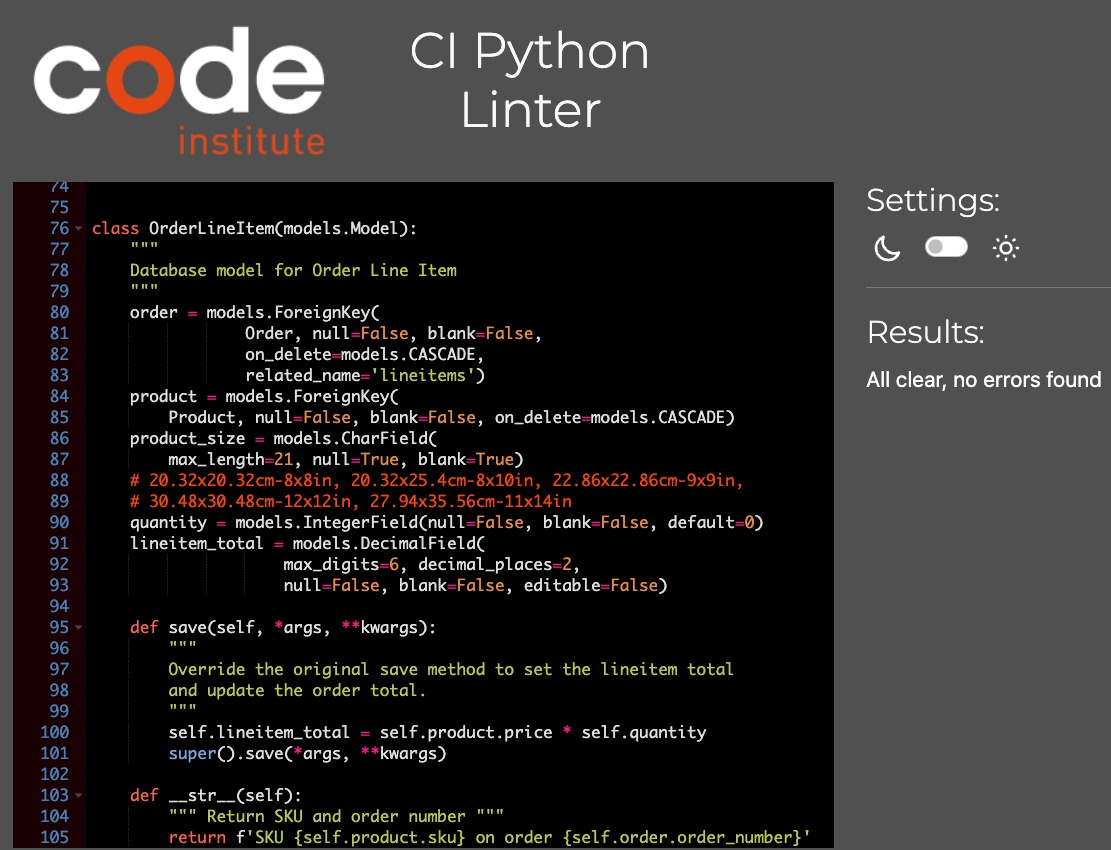 code
institute
CI Python
Linter
74
75
76 class OrderLineItem(models.Model):
77     """
78     Database model for Order Line Item
79     """
80     order = models.ForeignKey(
81                 Order, null=False, blank=False,
82                 on_delete=models.CASCADE,
83                 related_name='lineitems')
84     product = models.ForeignKey(
85         Product, null=False, blank=False, on_delete=models.CASCADE)
86     product_size = models.CharField(
87         max_length=21, null=True, blank=True)
88     # 20.32x20.32cm-8x8in, 20.32x25.4cm-8x10in, 22.86x22.86cm-9x9in,
89     # 30.48x30.48cm-12x12in, 27.94x35.56cm-11x14in
90     quantity = models.IntegerField(null=False, blank=False, default=0)
91     lineitem_total = models.DecimalField(
92                     max_digits=6, decimal_places=2,
93                     null=False, blank=False, editable=False)
94
95     def save(self, *args, **kwargs):
96         """
97         Override the original save method to set the lineitem total
98         and update the order total.
99         """
100         self.lineitem_total = self.product.price * self.quantity
101         super().save(*args, **kwargs)
102
103     def __str__(self):
104         """ Return SKU and order number """
105         return f'SKU {self.product.sku} on order {self.order.order_number}'
Settings:
Results:
All clear, no errors found